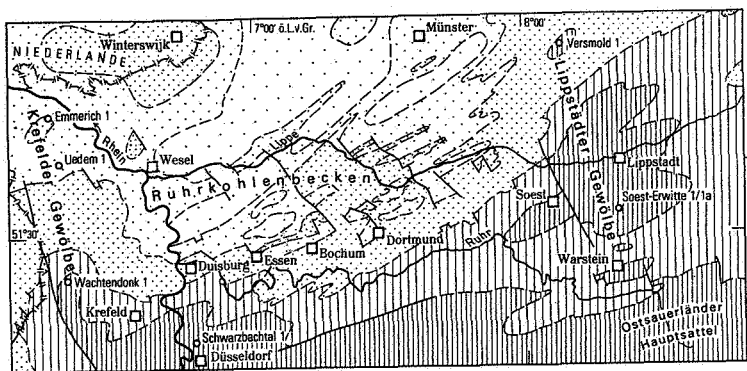 7°00' ö.L.v.Gr.
8°00'
Winterswijk
Münster
Versmold 1
NIEDERLANDE
Emmerich 1
Rhein
Wesel
Lippe
Uedem 1
Krefelder Gewölbe
Ruhrkohlenbecken
Lippstädter Gewölbe
Lippstadt
Soest
Soest-Erwitte 1/1a
51°30'
Duisburg
Essen
Bochum
Dortmund
Ruhr
Warstein
Wachtendonk 1
Krefeld
Schwarzbachtal 1
Düsseldorf
Ostsauerländer
Hauptsattel